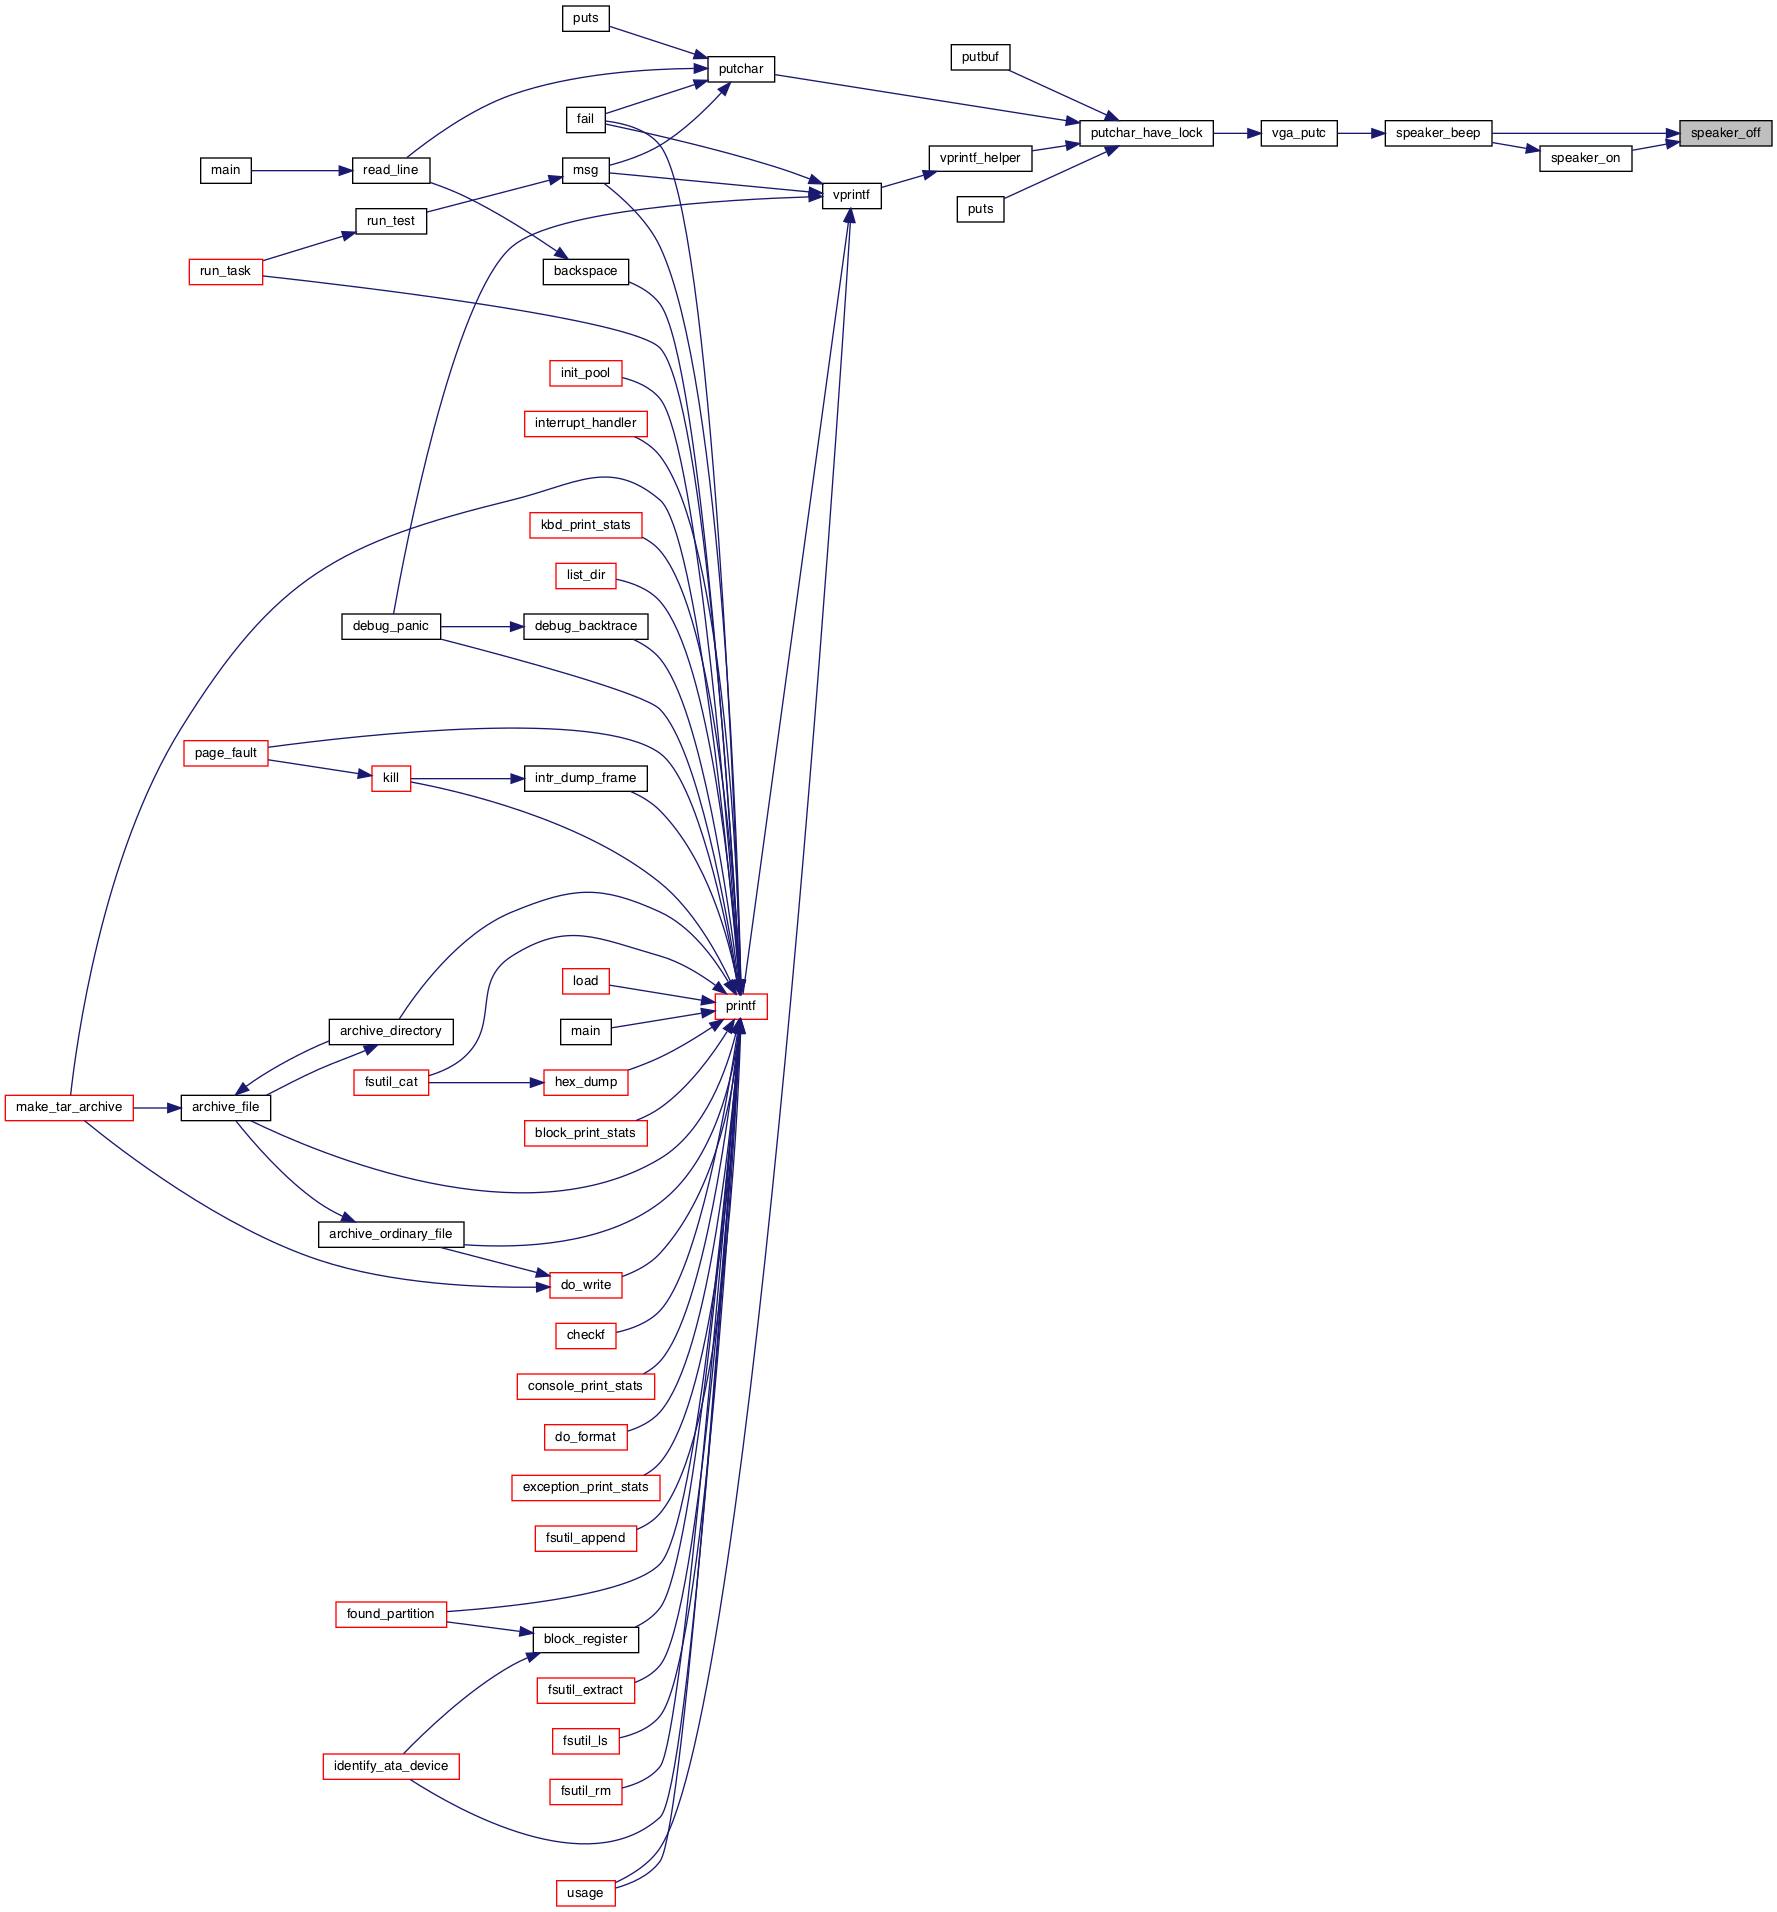 puts
putbuf
putchar
fail
putchar_have_lock
vga_putc
speaker_beep
speaker_off
vprintf_helper
speaker_on
main
read_line
msg
vprintf
puts
run_test
run_task
backspace
init_pool
interrupt_handler
kbd_print_stats
list_dir
debug_panic
debug_backtrace
page_fault
kill
intr_dump_frame
load
printf
archive_directory
main
fsutil_cat
hex_dump
make_tar_archive
archive_file
block_print_stats
archive_ordinary_file
do_write
checkf
console_print_stats
do_format
exception_print_stats
fsutil_append
found_partition
block_register
fsutil_extract
fsutil_ls
identify_ata_device
fsutil_rm
usage